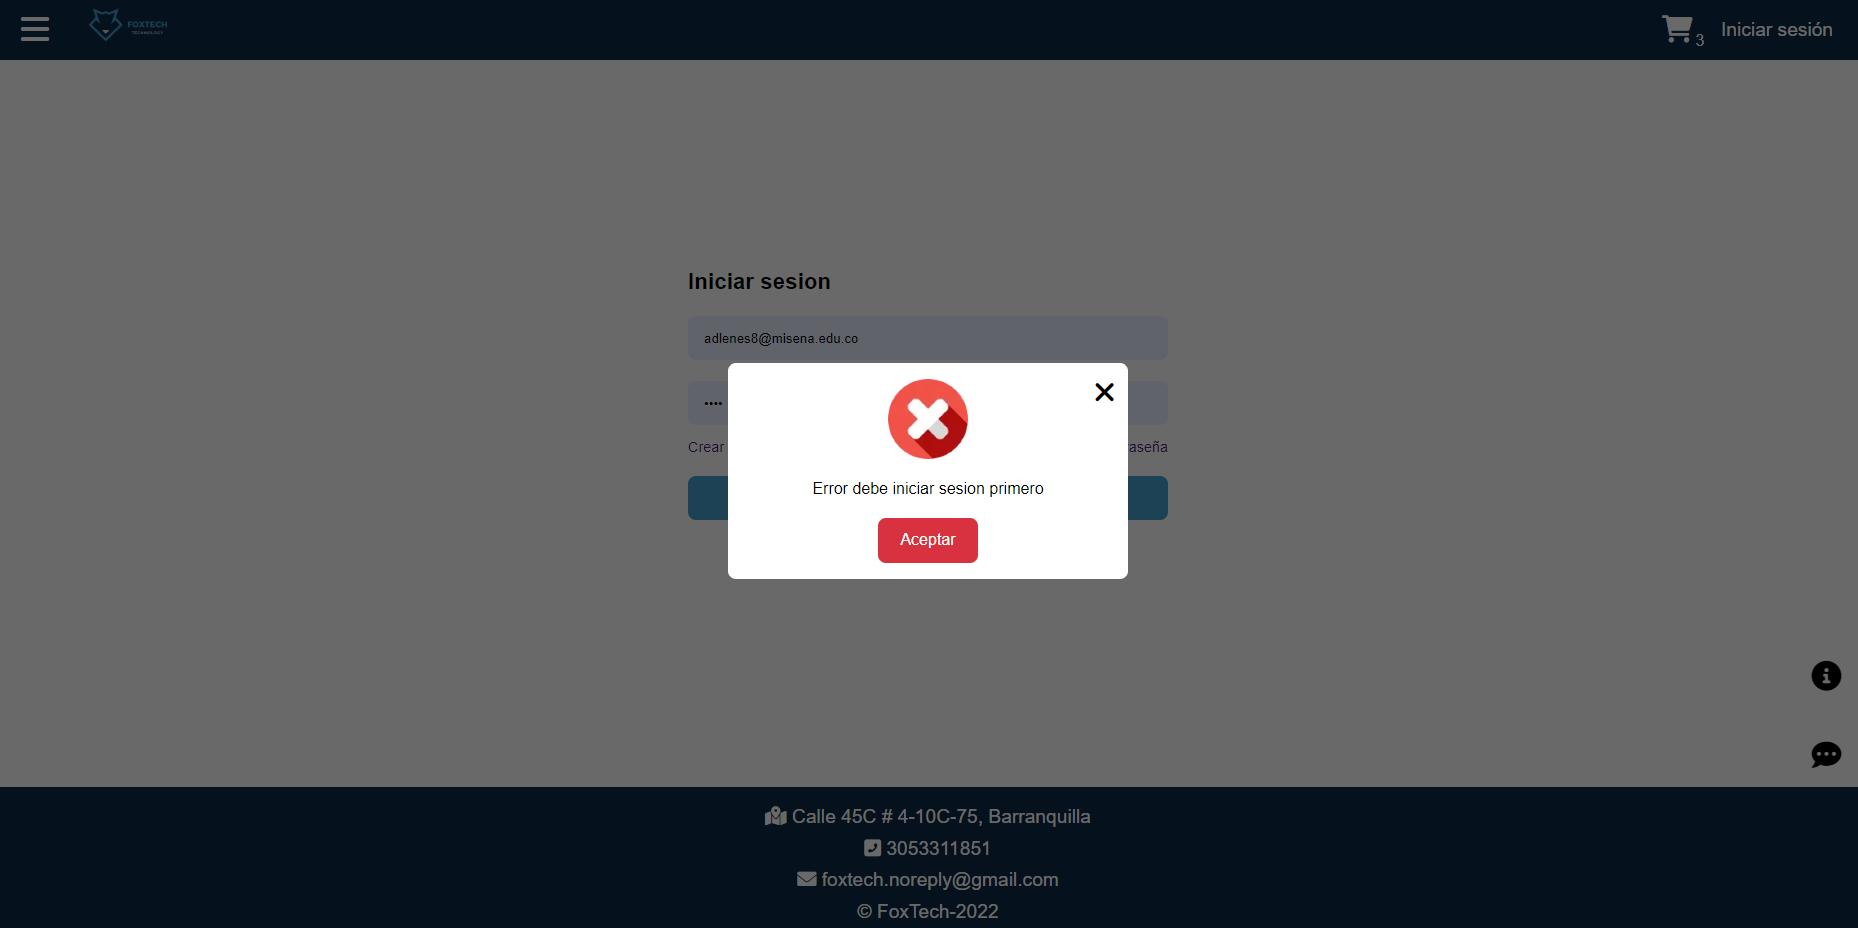 FOXTECH
TECHNOLOGY
3
Iniciar sesión
Iniciar sesion
adlenes8@misena.edu.co
••••
Crear
aseña
Error debe iniciar sesion primero
Aceptar
Calle 45C # 4-10C-75, Barranquilla
3053311851
foxtech.noreply@gmail.com
© FoxTech-2022